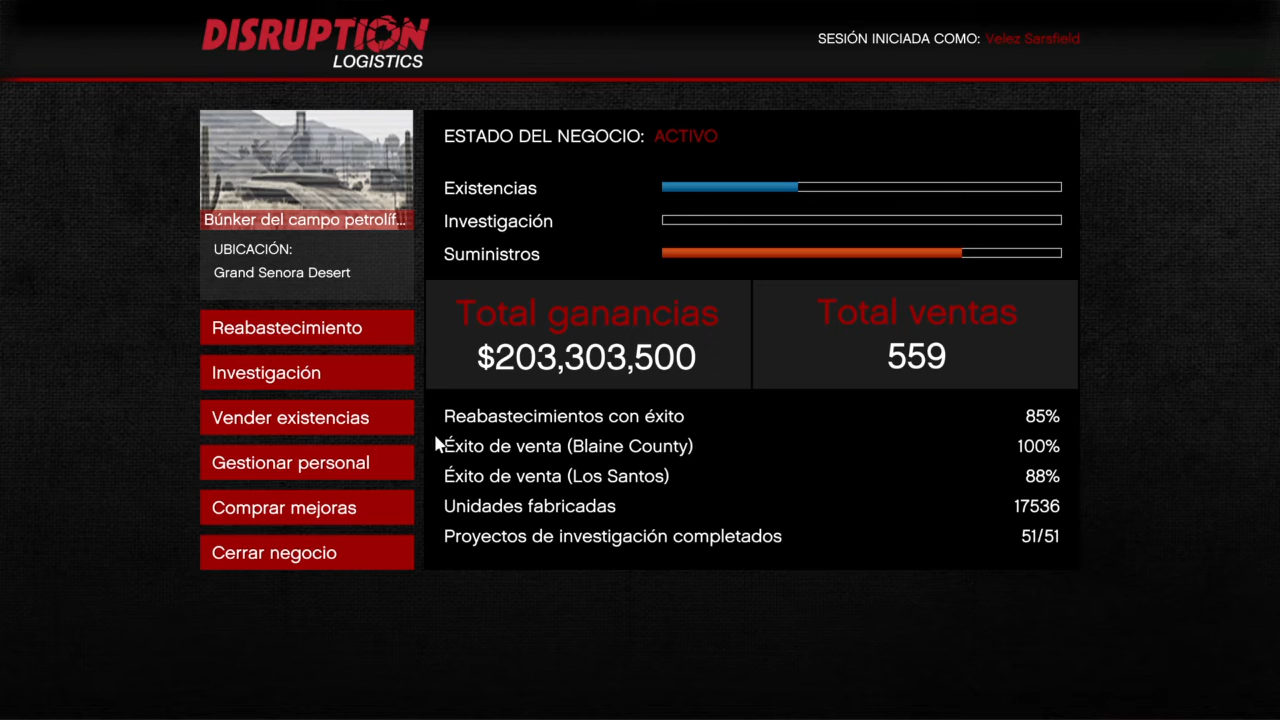 DISRUPTION
LOGISTICS
SESIÓN INICIADA COMO: Velez Sarsfield
Búnker del campo petrolíf...
UBICACIÓN:
Grand Senora Desert
Reabastecimiento
Investigación
Vender existencias
Gestionar personal
Comprar mejoras
Cerrar negocio
ESTADO DEL NEGOCIO: ACTIVO
Existencias
Investigación
Suministros
Total ganancias
$203,303,500
Total ventas
559
Reabastecimientos con éxito 85%
Éxito de venta (Blaine County) 100%
Éxito de venta (Los Santos) 88%
Unidades fabricadas 17536
Proyectos de investigación completados 51/51